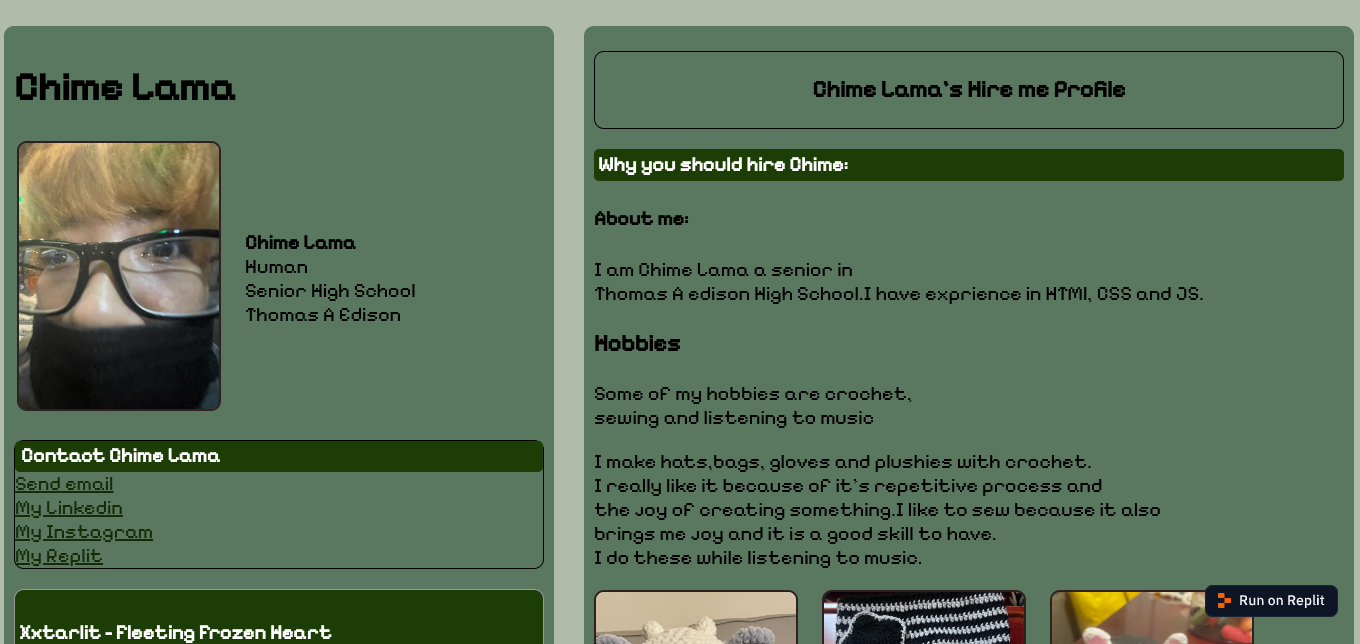 Chime Lama
Chime Lama
Human
Senior High School
Thomas A Edison
Contact Chime Lama
Send email
My Linkedin
My Instagram
My Replit
Xxtarlit - Fleeting Frozen Heart
Chime Lama's Hire me Profile
Why you should hire Chime:
About me:
I am Chime Lama a senior in
Thomas A edison High School.I have exprience in HTMl, CSS and JS.
Hobbies
Some of my hobbies are crochet,
sewing and listening to music
I make hats,bags, gloves and plushies with crochet.
I really like it because of it's repetitive process and
the joy of creating something.I like to sew because it also
brings me joy and it is a good skill to have.
I do these while listening to music.
Run on Replit